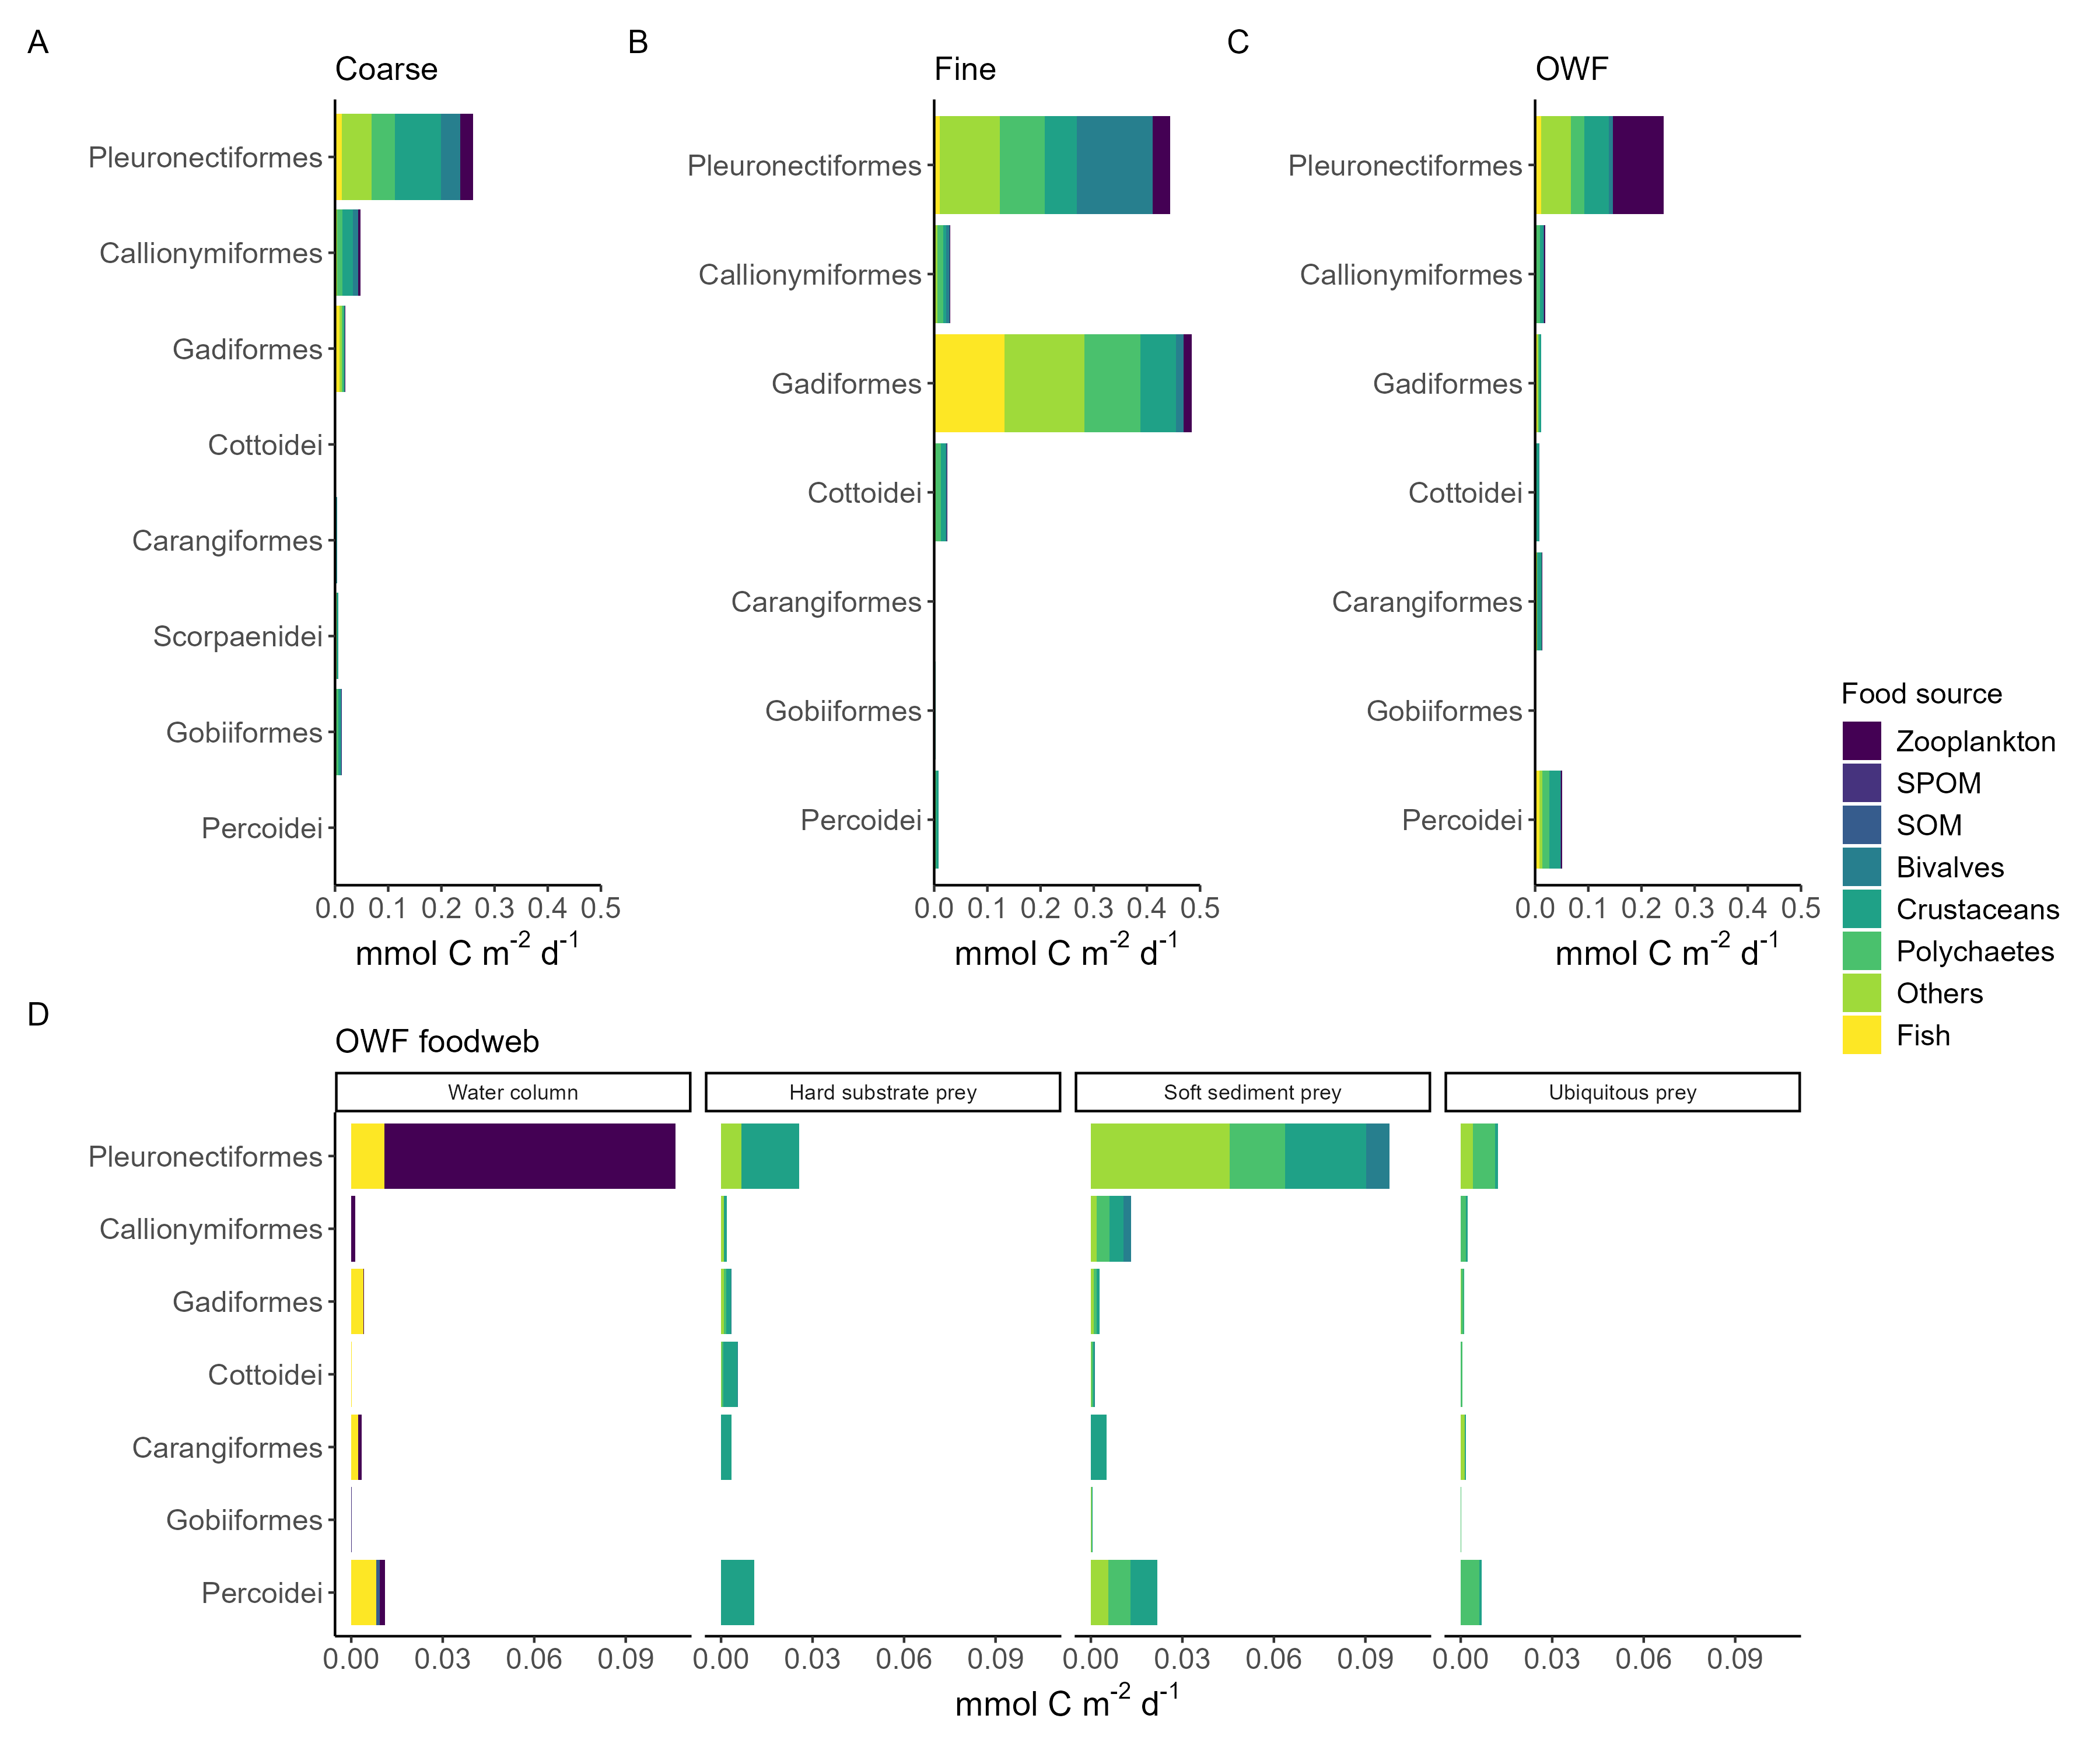 A
Coarse
Pleuronectiformes
Callionymiformes
Gadiformes
Cottoidei
Carangiformes
Scorpaenidei
Gobiiformes
Percoidei
0.0 0.1 0.2 0.3 0.4 0.5
mmol C m-2 d-1
B
Fine
Pleuronectiformes
Callionymiformes
Gadiformes
Cottoidei
Carangiformes
Gobiiformes
Percoidei
0.0 0.1 0.2 0.3 0.4 0.5
mmol C m-2 d-1
C
OWF
Pleuronectiformes
Callionymiformes
Gadiformes
Cottoidei
Carangiformes
Gobiiformes
Percoidei
0.0 0.1 0.2 0.3 0.4 0.5
mmol C m-2 d-1
Food source
Zooplankton
SPOM
SOM
Bivalves
Crustaceans
Polychaetes
Others
Fish
D
OWF foodweb
Water column
Hard substrate prey
Soft sediment prey
Ubiquitous prey
Pleuronectiformes
Callionymiformes
Gadiformes
Cottoidei
Carangiformes
Gobiiformes
Percoidei
0.00 0.03 0.06 0.09
0.00 0.03 0.06 0.09
0.00 0.03 0.06 0.09
0.00 0.03 0.06 0.09
mmol C m-2 d-1